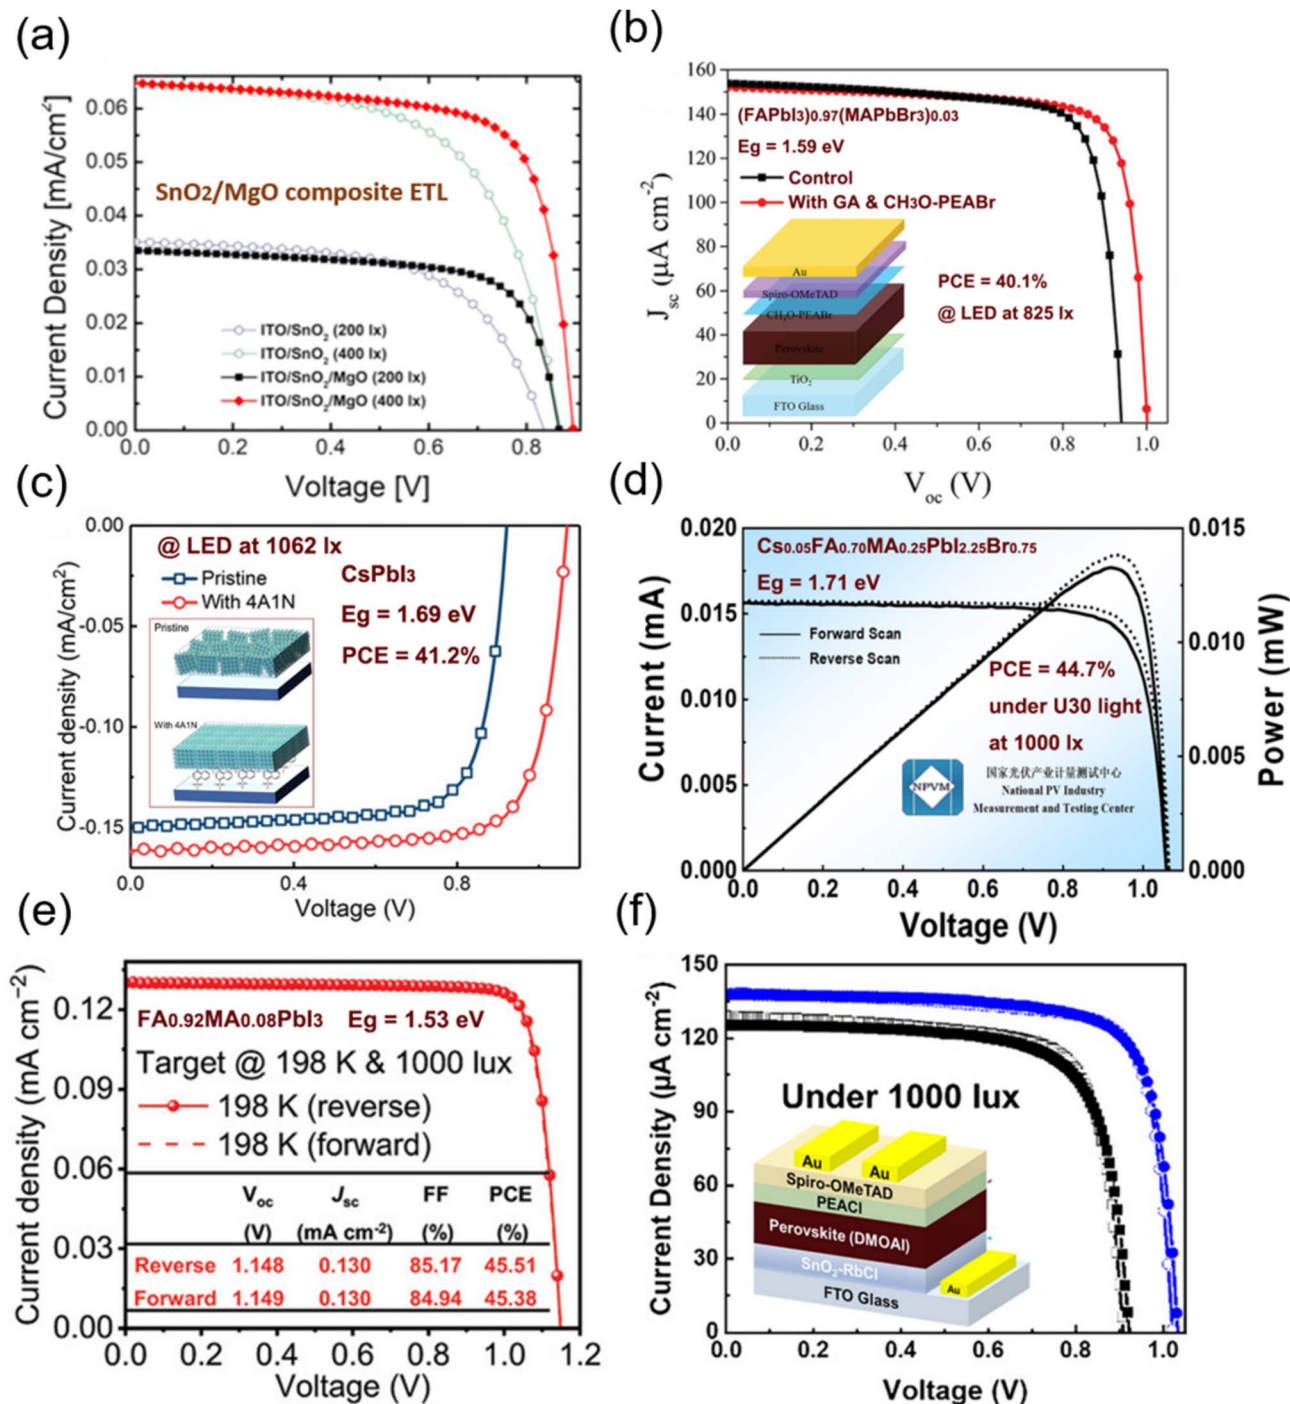 (a)
Current Density [mA/cm²]
0.06
0.05
0.04
0.03
0.02
0.01
0.00
SnO2/MgO composite ETL
ITO/SnO₂ (200 lx)
ITO/SnO₂ (400 lx)
ITO/SnO₂/MgO (200 lx)
ITO/SnO₂/MgO (400 lx)
0.0 0.2 0.4 0.6 0.8
Voltage [V]
(b)
J_sc (µA cm⁻²)
160
140
120
100
80
60
40
20
0
(FAPbI3)0.97(MAPbBr3)0.03
Eg = 1.59 eV
Control
With GA & CH3O-PEABr
Au
Spiro-OMeTAD
CH₃O-PEABr
Perovskite
TiO₂
FTO Glass
PCE = 40.1%
@ LED at 825 lx
0.0 0.2 0.4 0.6 0.8 1.0
V_oc (V)
(c)
Current density (mA/cm²)
0.00
-0.05
-0.10
-0.15
@ LED at 1062 lx
Pristine
With 4A1N
CsPbI3
Eg = 1.69 eV
PCE = 41.2%
Pristine
With 4A1N
0.0 0.4 0.8
Voltage (V)
(d)
Current (mA)
0.020
0.015
0.010
0.005
0.000
Cs0.05FA0.70MA0.25PbI2.25Br0.75
Eg = 1.71 eV
Forward Scan
Reverse Scan
PCE = 44.7%
under U30 light
at 1000 lx
NPVM
国家光伏产业计量测试中心
National PV Industry
Measurement and Testing Center
0.015
0.010
0.005
0.000
Power (mW)
0.0 0.2 0.4 0.6 0.8 1.0
Voltage (V)
(e)
Current density (mA cm⁻²)
0.12
0.09
0.06
0.03
0.00
FA0.92MA0.08PbI3 Eg = 1.53 eV
Target @ 198 K & 1000 lux
198 K (reverse)
198 K (forward)
V_oc J_sc FF PCE
(V) (mA cm⁻²) (%) (%)
Reverse 1.148 0.130 85.17 45.51
Forward 1.149 0.130 84.94 45.38
0.0 0.2 0.4 0.6 0.8 1.0 1.2
Voltage (V)
(f)
Current Density (µA cm⁻²)
150
120
90
60
30
0
Under 1000 lux
Au
Au
Spiro-OMeTAD
PEACl
Perovskite (DMOAI)
SnO₂-RbCl
Au
FTO Glass
0.0 0.2 0.4 0.6 0.8 1.0
Voltage (V)